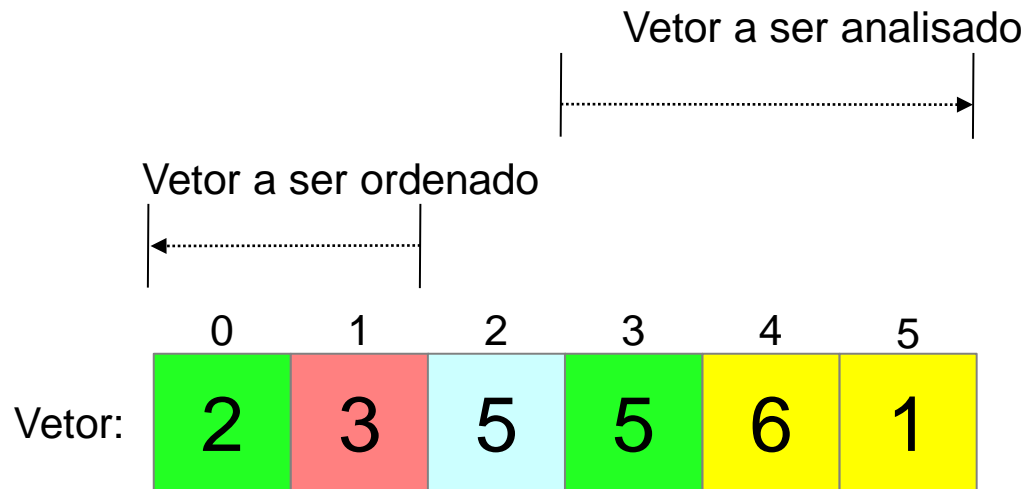 Vetor a ser analisado
Vetor a ser ordenado
0 1 2 3 4 5
Vetor: 2 3 5 5 6 1